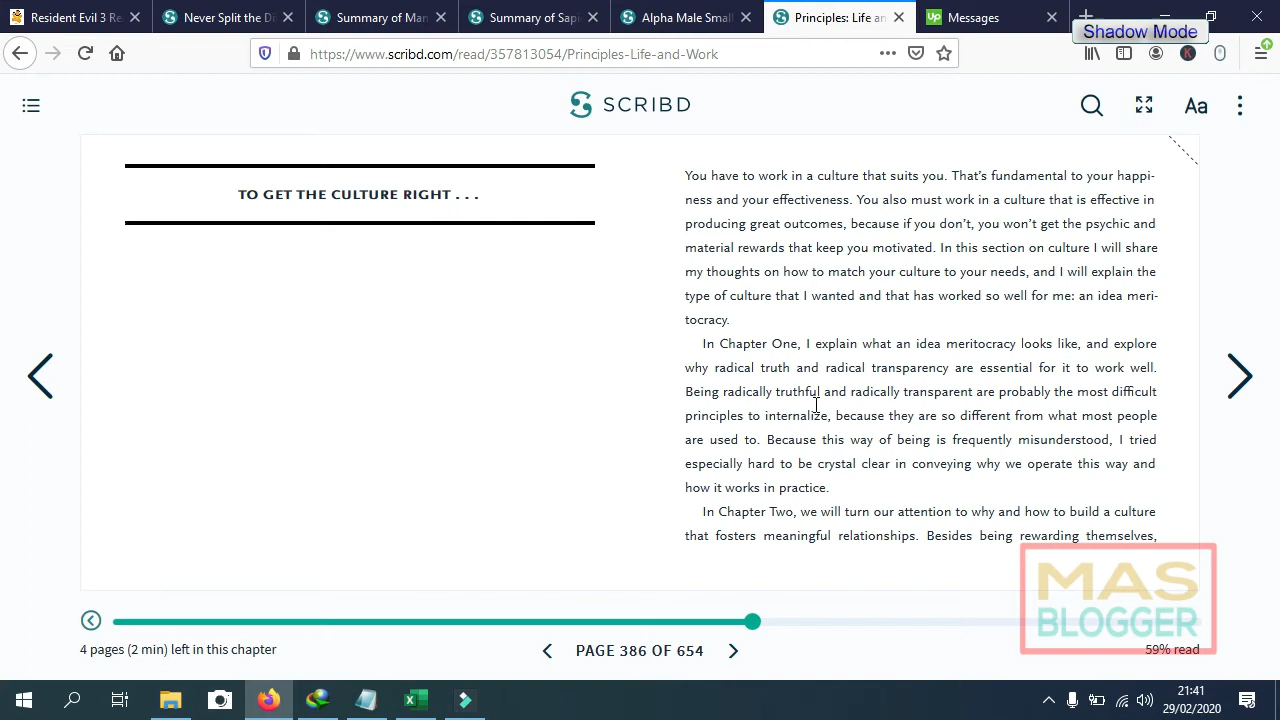 Resident Evil 3 Re
Never Split the Di
Summary of Man
Summary of Sapi
Alpha Male Small
Principles: Life an
Up
Messages
Shadow Mode
https://www.scribd.com/read/357813054/Principles-Life-and-Work
K
SCRIBD
Aa
TO GET THE CULTURE RIGHT . . .
You have to work in a culture that suits you. That’s fundamental to your happi-
ness and your effectiveness. You also must work in a culture that is effective in
producing great outcomes, because if you don’t, you won’t get the psychic and
material rewards that keep you motivated. In this section on culture I will share
my thoughts on how to match your culture to your needs, and I will explain the
type of culture that I wanted and that has worked so well for me: an idea meri-
tocracy.
In Chapter One, I explain what an idea meritocracy looks like, and explore
why radical truth and radical transparency are essential for it to work well.
Being radically truthful and radically transparent are probably the most difficult
principles to internalize, because they are so different from what most people
are used to. Because this way of being is frequently misunderstood, I tried
especially hard to be crystal clear in conveying why we operate this way and
how it works in practice.
In Chapter Two, we will turn our attention to why and how to build a culture
that fosters meaningful relationships. Besides being rewarding themselves,
MAS
BLOGGER
4 pages (2 min) left in this chapter
PAGE 386 OF 654
59% read
21:41
29/02/2020